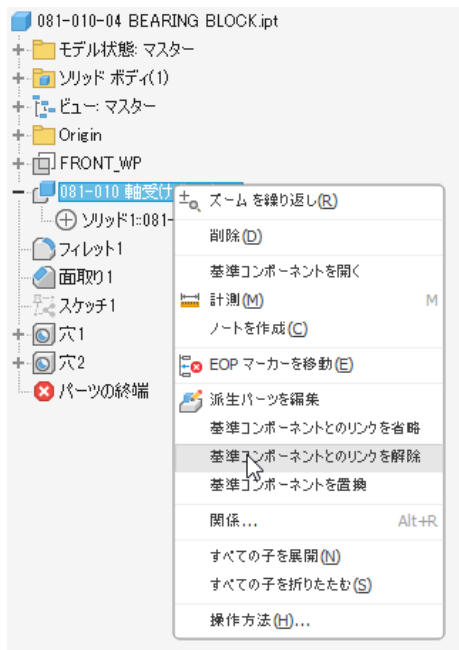 081-010-04 BEARING BLOCK.ipt
モデル状態: マスター
ソリッド ボディ(1)
ビュー: マスター
Origin
FRONT_WP
081-010 軸受け
ソリッド1::081-
フィレット1
面取り1
スケッチ1
穴1
穴2
パーツの終端
ズーム を繰り返し(R)
削除(D)
基準コンポーネントを開く
計測(M) M
ノートを作成(C)
EOP マーカーを移動(E)
派生パーツを編集
基準コンポーネントとのリンクを省略
基準コンポーネントとのリンクを解除
基準コンポーネントを置換
関係... Alt+R
すべての子を展開(N)
すべての子を折りたたむ(S)
操作方法(H)...